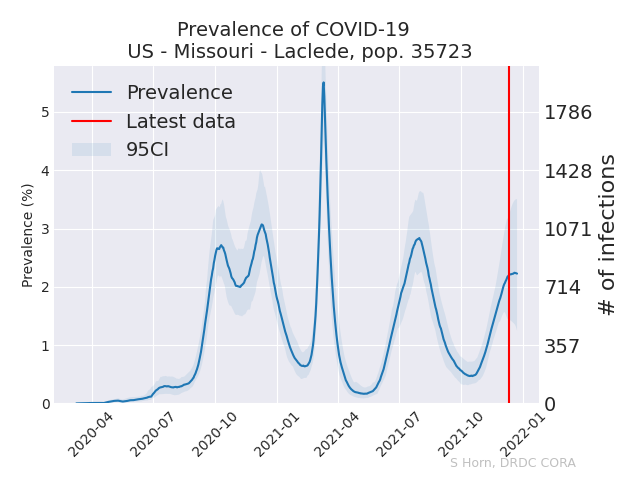 Prevalence of COVID-19
US - Missouri - Laclede, pop. 35723
Prevalence
Latest data
95CI
Prevalence (%)
5
4
3
2
1
0
1786
1428
1071
714
357
0
# of infections
2020-04
2020-07
2020-10
2021-01
2021-04
2021-07
2021-10
2022-01
S Horn, DRDC CORA